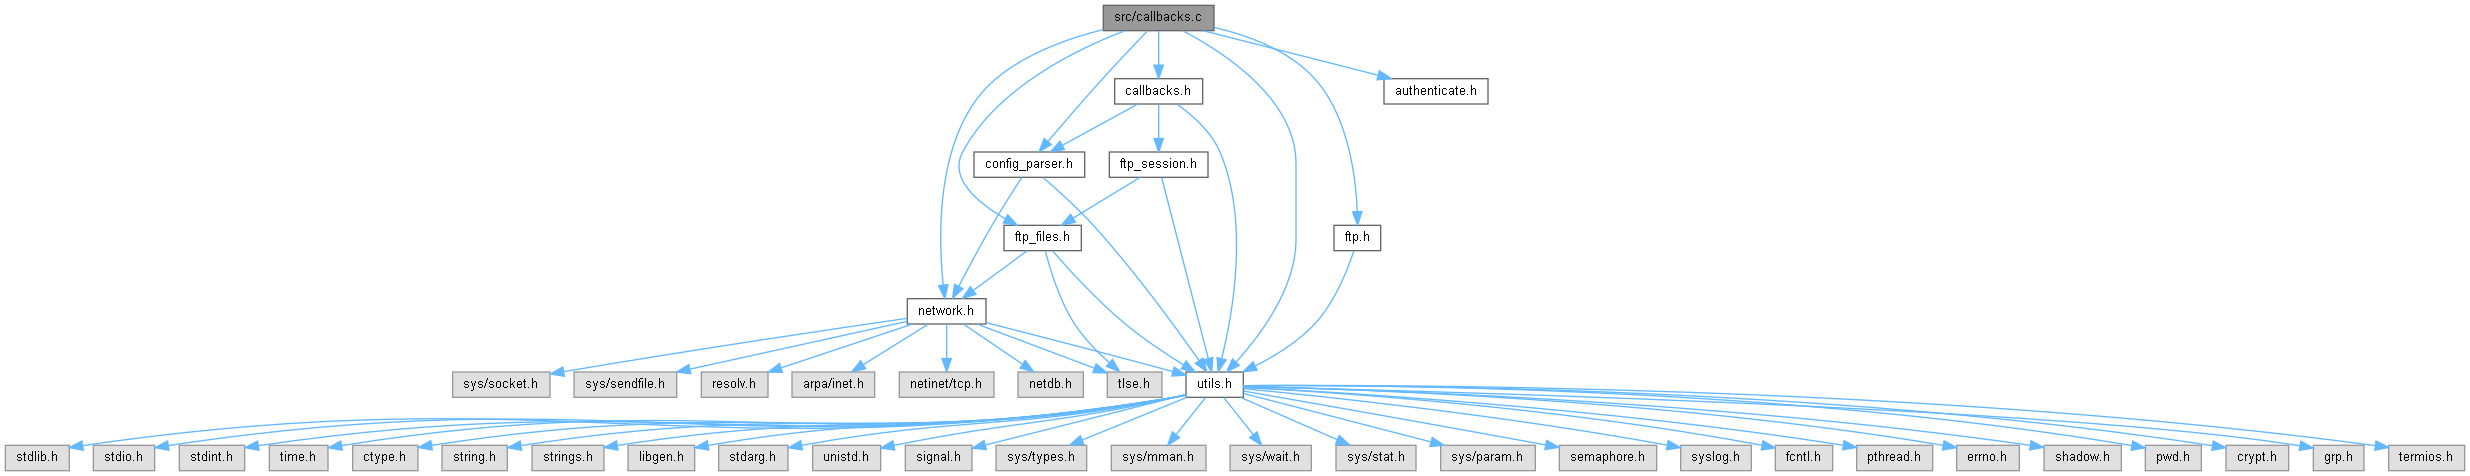 src/callbacks.c
callbacks.h
authenticate.h
config_parser.h
ftp_session.h
ftp_files.h
ftp.h
network.h
sys/socket.h
sys/sendfile.h
resolv.h
arpa/inet.h
netinet/tcp.h
netdb.h
tlse.h
utils.h
stdlib.h
stdio.h
stdint.h
time.h
ctype.h
string.h
strings.h
libgen.h
stdarg.h
unistd.h
signal.h
sys/types.h
sys/mman.h
sys/wait.h
sys/stat.h
sys/param.h
semaphore.h
syslog.h
fcntl.h
pthread.h
errno.h
shadow.h
pwd.h
crypt.h
grp.h
termios.h